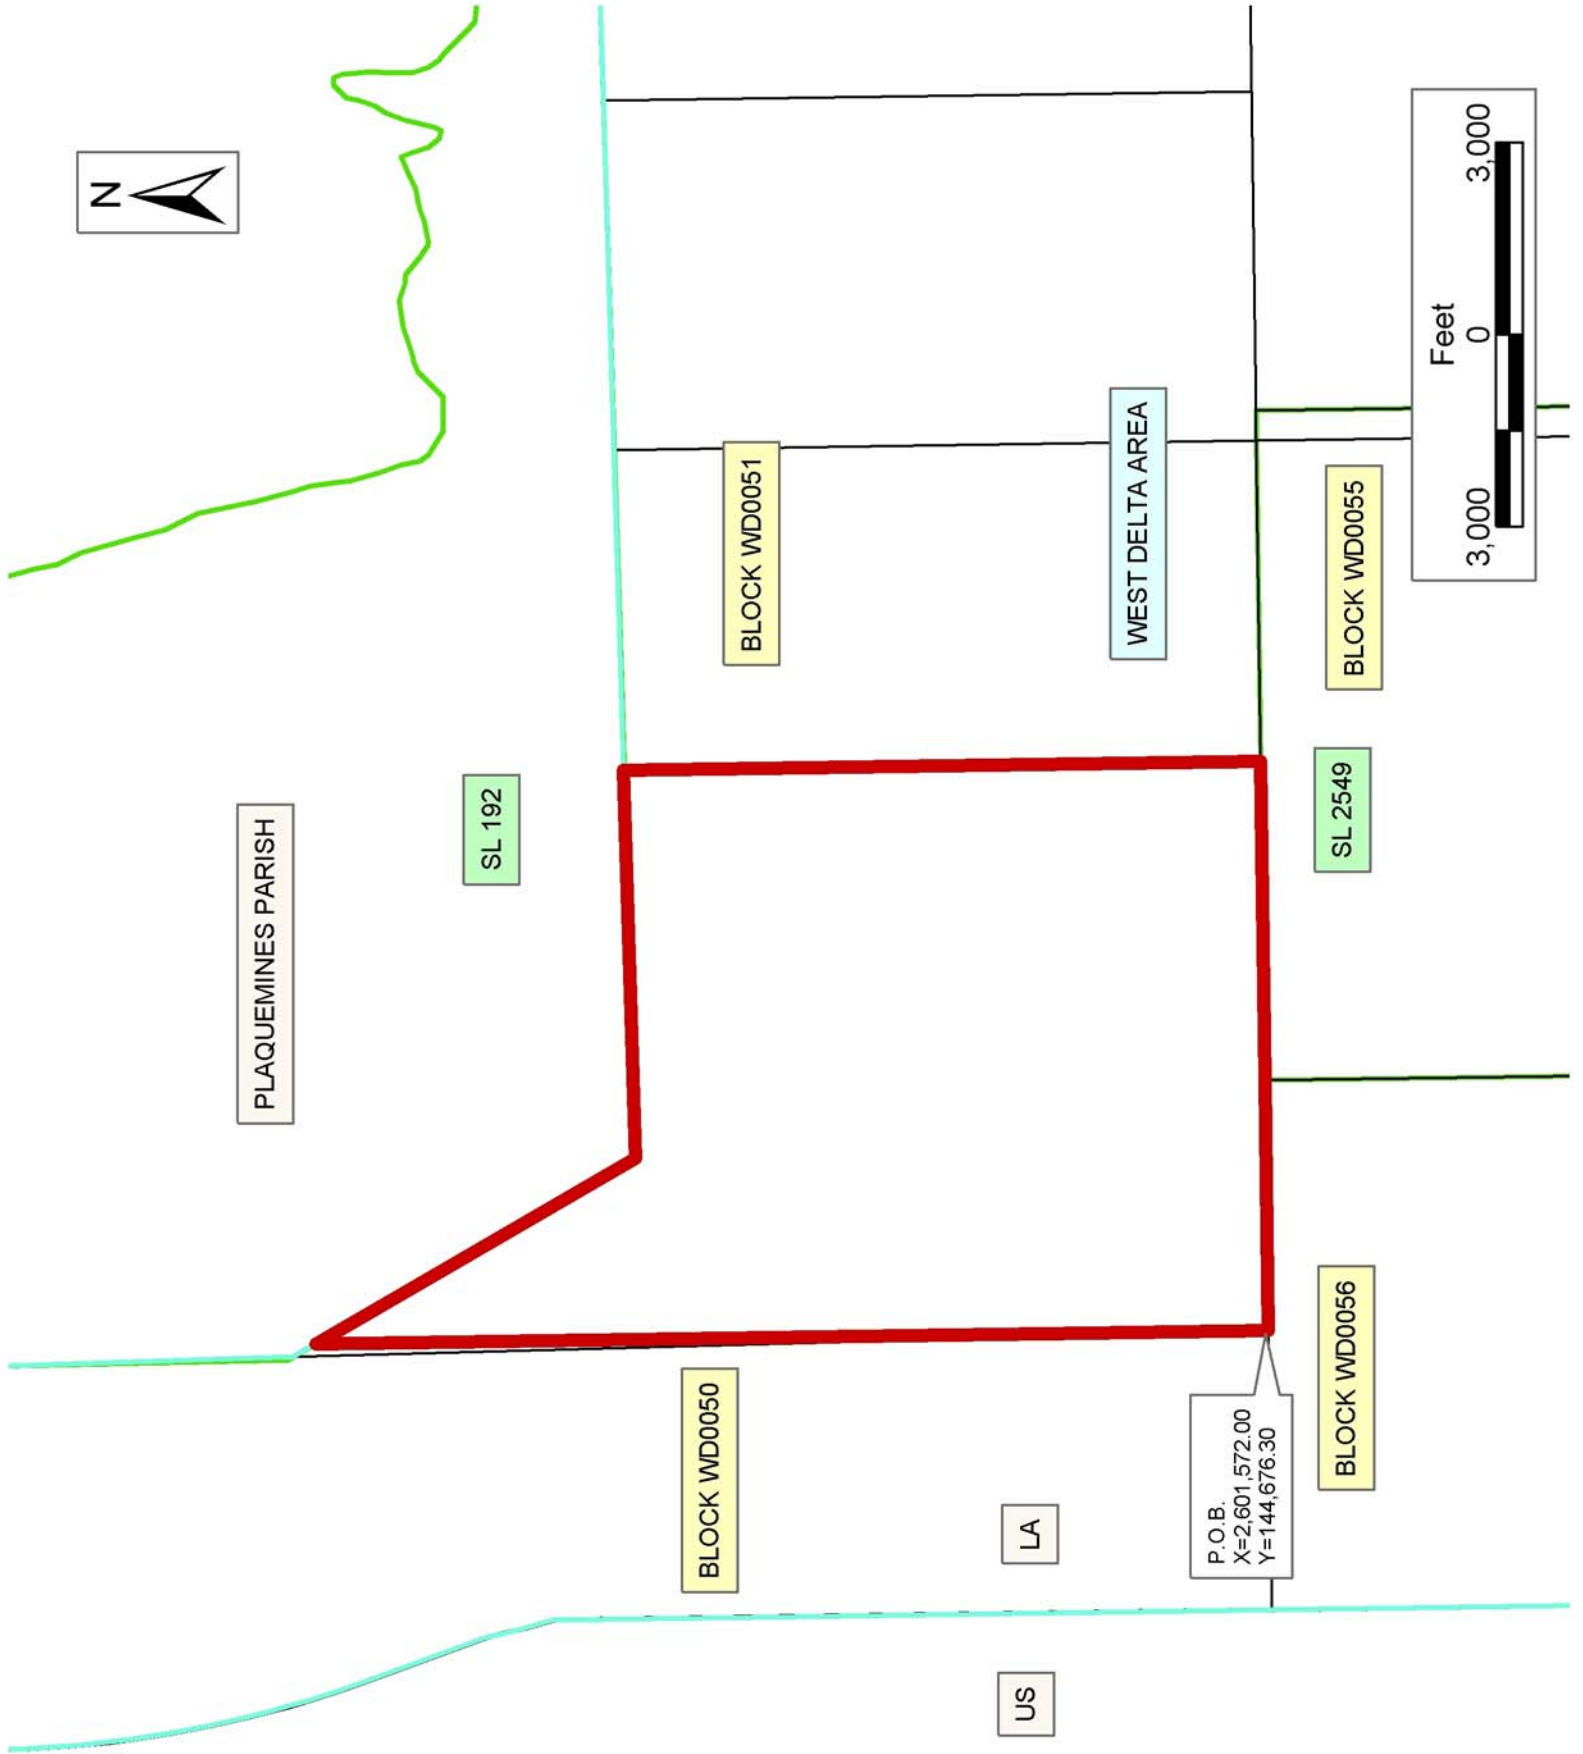 N
PLAQUEMINES PARISH
SL 192
BLOCK WD0050
BLOCK WD0051
US
LA
WEST DELTA AREA
P.O.B.
X=2,601,572.00
Y=144,676.30
BLOCK WD0056
SL 2549
BLOCK WD0055
Feet
3,000 0 3,000